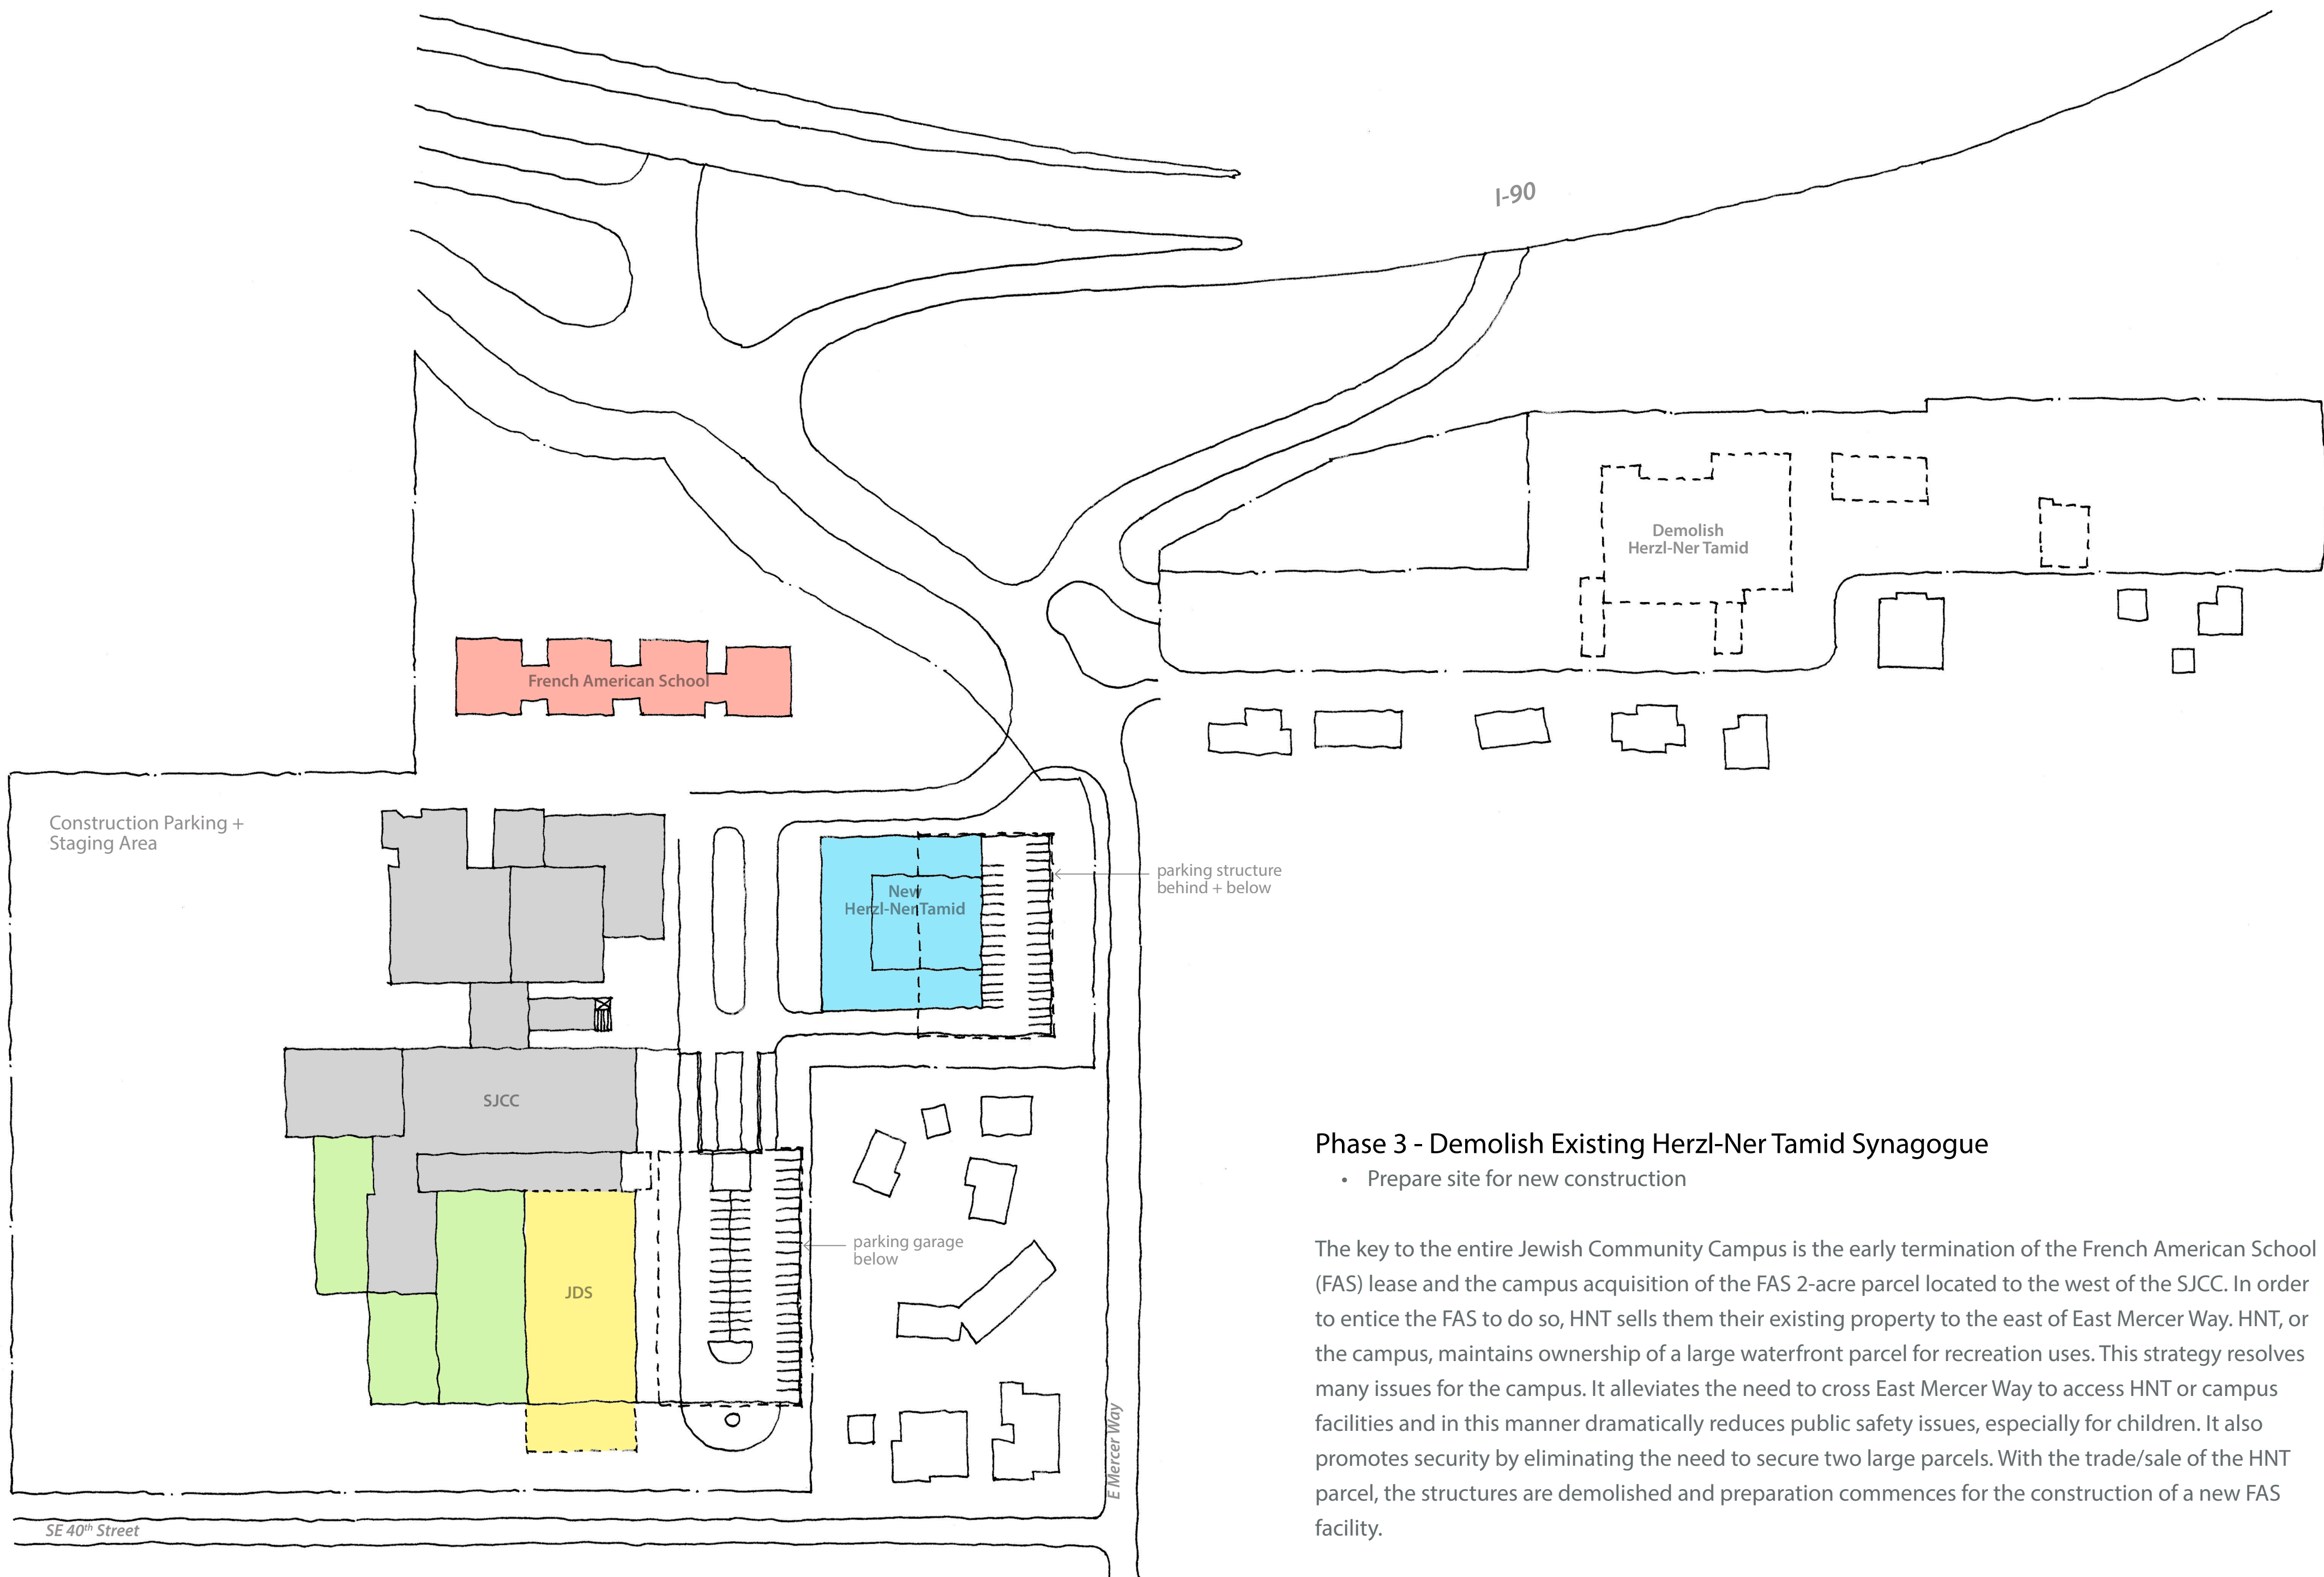 I-90
Demolish
Herzl-Ner Tamid
French American School
Construction Parking +
Staging Area
New
Herzl-Ner Tamid
parking structure
behind + below
SJCC
JDS
parking garage
below
E Mercer Way
SE 40th Street
Phase 3 - Demolish Existing Herzl-Ner Tamid Synagogue
• Prepare site for new construction
The key to the entire Jewish Community Campus is the early termination of the French American School
(FAS) lease and the campus acquisition of the FAS 2-acre parcel located to the west of the SJCC. In order
to entice the FAS to do so, HNT sells them their existing property to the east of East Mercer Way. HNT, or
the campus, maintains ownership of a large waterfront parcel for recreation uses. This strategy resolves
many issues for the campus. It alleviates the need to cross East Mercer Way to access HNT or campus
facilities and in this manner dramatically reduces public safety issues, especially for children. It also
promotes security by eliminating the need to secure two large parcels. With the trade/sale of the HNT
parcel, the structures are demolished and preparation commences for the construction of a new FAS
facility.